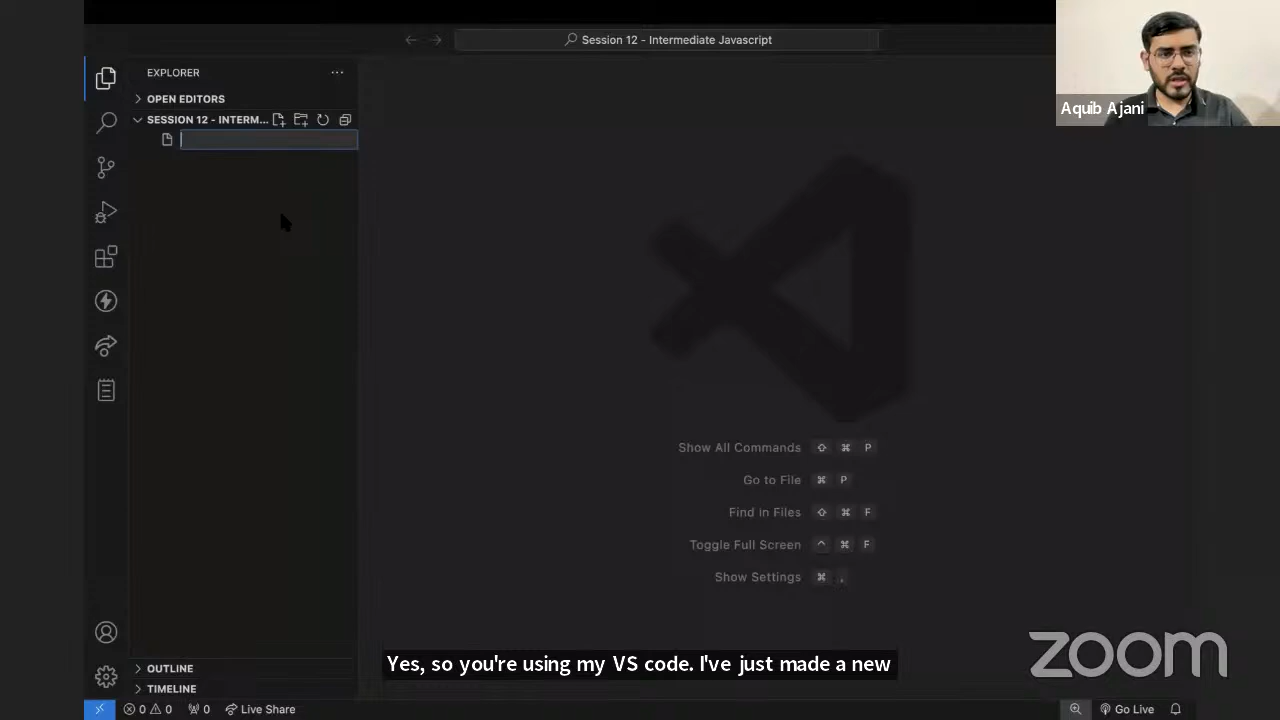 Session 12 - Intermediate Javascript
Aquib Ajani
EXPLORER
OPEN EDITORS
SESSION 12 - INTERM...
Show All Commands ⇧ ⌘ P
Go to File ⌘ P
Find in Files ⇧ ⌘ F
Toggle Full Screen ^ ⌘ F
Show Settings ⌘ ,
OUTLINE
TIMELINE
Yes, so you're using my VS code. I've just made a new
zoom
0 0 0 Live Share
Go Live